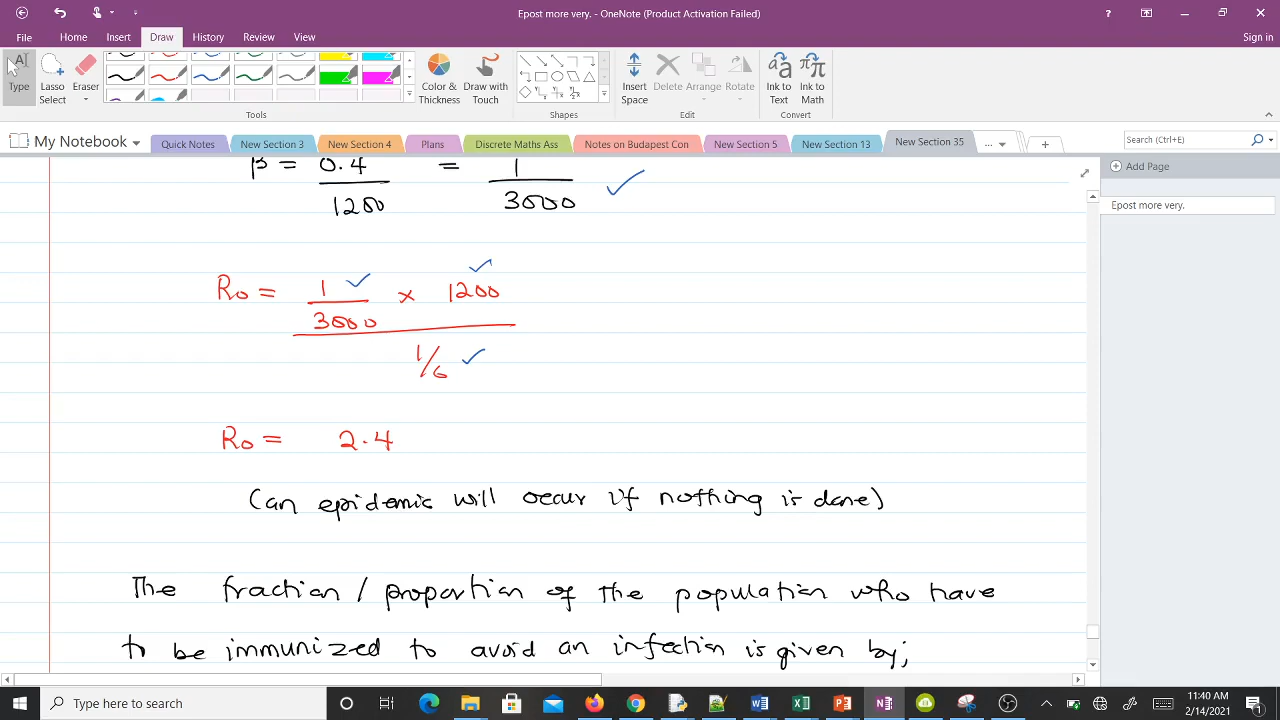 Epost more very. - OneNote (Product Activation Failed)
Sign in
File Home Insert Draw History Review View
Type
Lasso Select
Eraser
Color & Thickness
Draw with Touch
Insert Space
Delete
Arrange
Rotate
Ink to Text
Ink to Math
Tools
Shapes
Edit
Convert
My Notebook
Quick Notes
New Section 3
New Section 4
Plans
Discrete Maths Ass
Notes on Budapest Con
New Section 5
New Section 13
New Section 35
...
Search (Ctrl+E)
Add Page
Epost more very.
β = 0.4 / 1200 = 1 / 3000 ✓
R0 = 1 ✓ / 3000 × 1200 ✓
1/6 ✓
R0 = 2.4
(an epidemic will occur if nothing is done)
The fraction / proportion of the population who have
to be immunized to avoid an infection is given by;
Type here to search
11:40 AM
2/14/2021